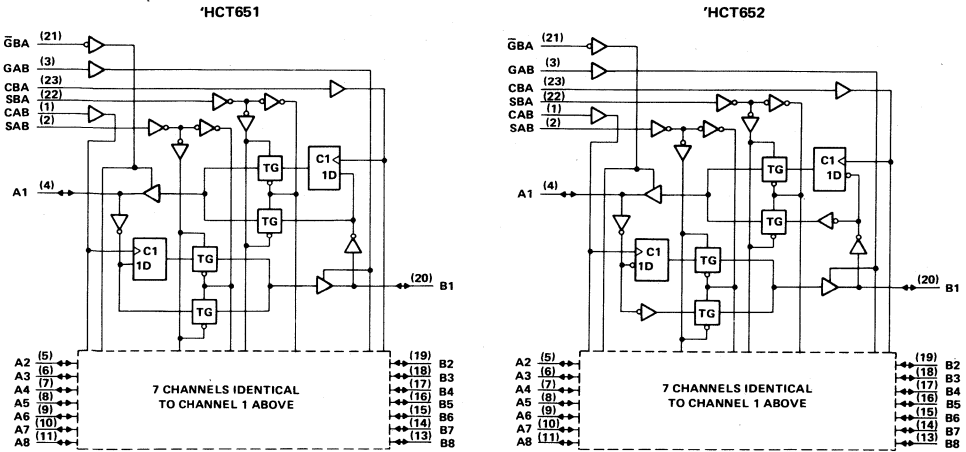 'HCT651
G̅BA (21)
GAB (3)
CBA (23)
SBA (22)
CAB (1)
SAB (2)
TG
C1
1D
A1 (4)
TG
C1
1D
TG
(20) B1
TG
A2 (5)
A3 (6)
A4 (7)
A5 (8)
A6 (9)
A7 (10)
A8 (11)
7 CHANNELS IDENTICAL
TO CHANNEL 1 ABOVE
(19) B2
(18) B3
(17) B4
(16) B5
(15) B6
(14) B7
(13) B8
'HCT652
G̅BA (21)
GAB (3)
CBA (23)
SBA (22)
CAB (1)
SAB (2)
TG
C1
1D
A1 (4)
TG
C1
1D
TG
(20) B1
TG
A2 (5)
A3 (6)
A4 (7)
A5 (8)
A6 (9)
A7 (10)
A8 (11)
7 CHANNELS IDENTICAL
TO CHANNEL 1 ABOVE
(19) B2
(18) B3
(17) B4
(16) B5
(15) B6
(14) B7
(13) B8